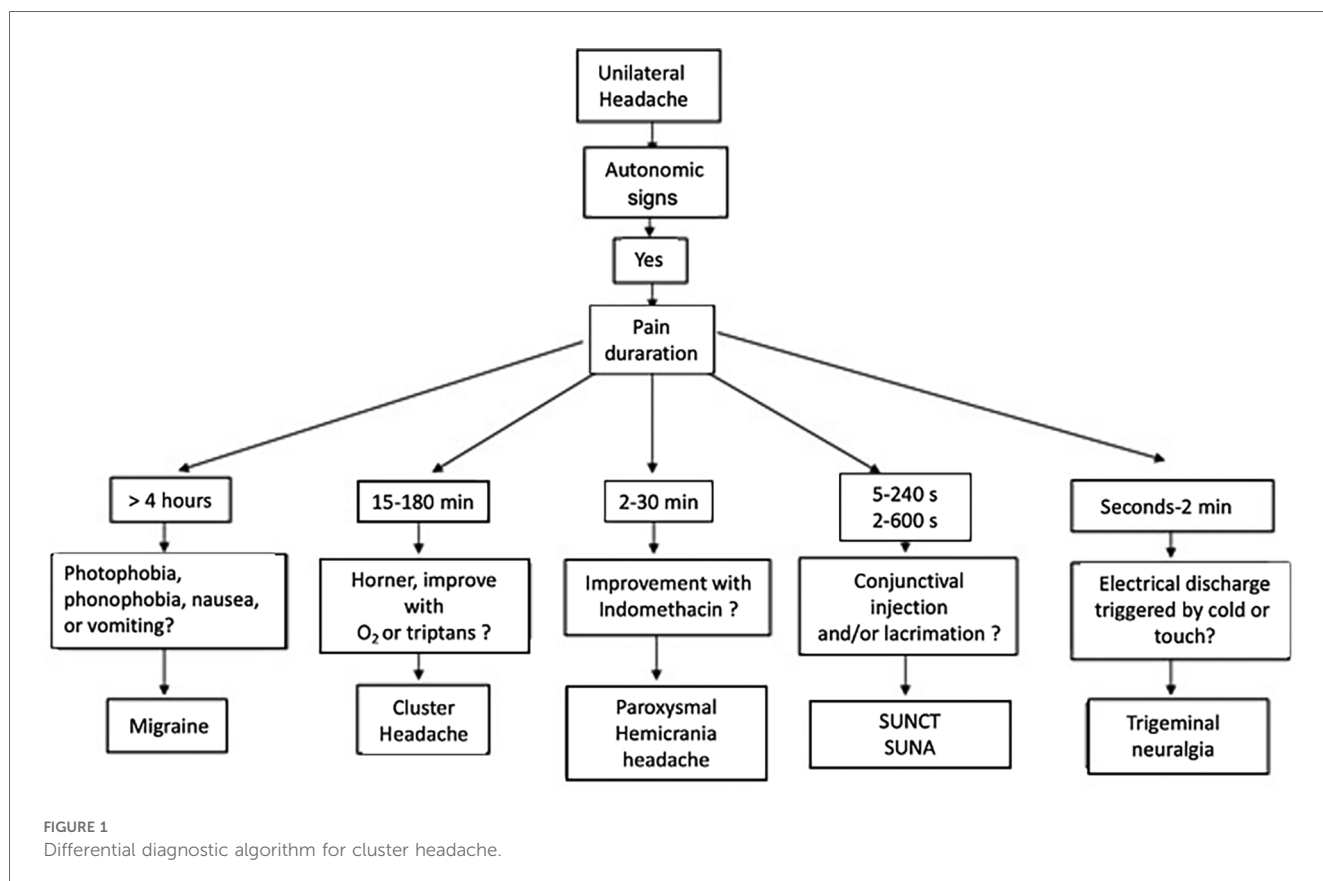 Unilateral
Headache
Autonomic
signs
Yes
Pain
duraration
> 4 hours
15-180 min
2-30 min
5-240 s
2-600 s
Seconds-2 min
Photophobia,
phonophobia, nausea,
or vomiting?
Horner, improve
with
O₂ or triptans ?
Improvement with
Indomethacin ?
Conjunctival
injection
and/or lacrimation ?
Electrical discharge
triggered by cold or
touch?
Migraine
Cluster
Headache
Paroxysmal
Hemicrania
headache
SUNCT
SUNA
Trigeminal
neuralgia
FIGURE 1
Differential diagnostic algorithm for cluster headache.